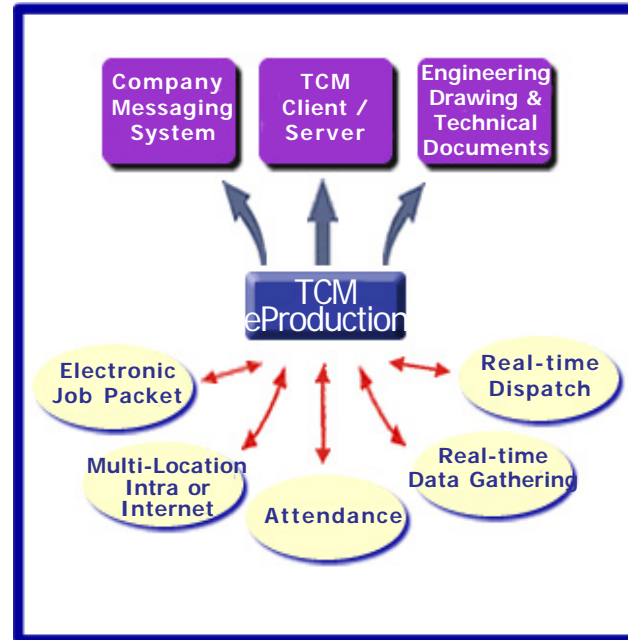 Company
Messaging
System
TCM
Client /
Server
Engineering
Drawing &
Technical
Documents
TCM
eProduction
Electronic
Job Packet
Real-time
Dispatch
Multi-Location
Intra or
Internet
Real-time
Data Gathering
Attendance